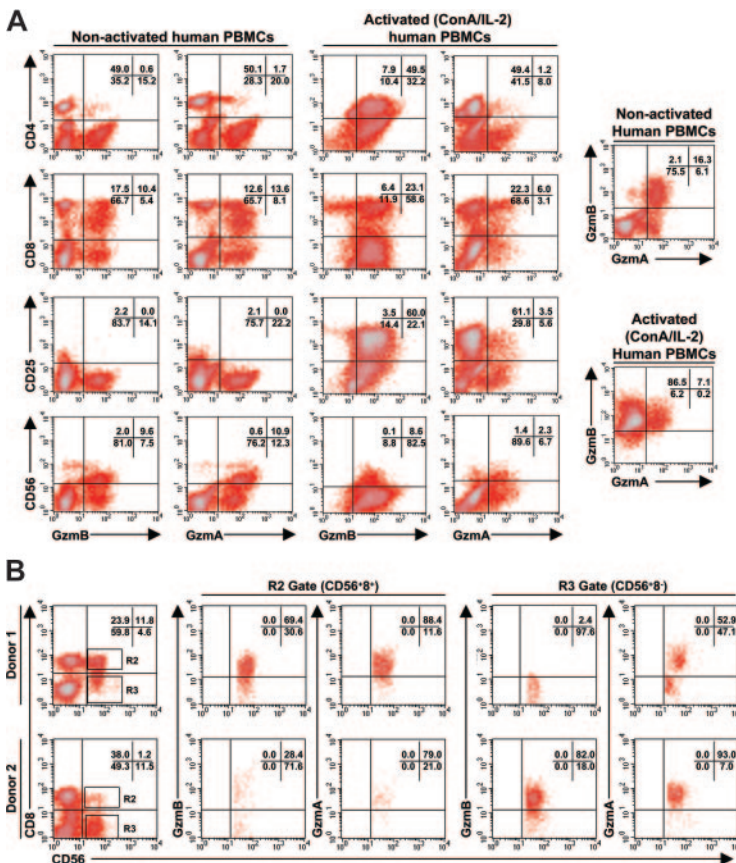 A
Non-activated human PBMCs
Activated (ConA/IL-2)
human PBMCs
CD4
49.0 0.6
35.2 15.2
50.1 1.7
28.3 20.0
7.9 49.5
10.4 32.2
49.4 1.2
41.5 8.0
CD8
17.5 10.4
66.7 5.4
12.6 13.6
65.7 8.1
6.4 23.1
11.9 58.6
22.3 6.0
68.6 3.1
CD25
2.2 0.0
83.7 14.1
2.1 0.0
75.7 22.2
3.5 60.0
14.4 22.1
61.1 3.5
29.8 5.6
CD56
2.0 9.6
81.0 7.5
0.6 10.9
76.2 12.3
0.1 8.6
8.8 82.5
1.4 2.3
89.6 6.7
GzmB
GzmA
GzmB
GzmA
Non-activated
Human PBMCs
GzmB
2.1 16.3
75.5 6.1
GzmA
Activated
(ConA/IL-2)
Human PBMCs
GzmB
86.5 7.1
6.2 0.2
GzmA
B
R2 Gate (CD56⁺8⁺)
R3 Gate (CD56⁺8⁻)
Donor 1
23.9 11.8
59.8 4.6
R2
R3
GzmB
0.0 69.4
0.0 30.6
GzmA
0.0 88.4
0.0 11.6
GzmB
0.0 2.4
0.0 97.6
GzmA
0.0 52.9
0.0 47.1
Donor 2
CD8
38.0 1.2
49.3 11.5
R2
R3
0.0 28.4
0.0 71.6
0.0 79.0
0.0 21.0
0.0 82.0
0.0 18.0
0.0 93.0
0.0 7.0
CD56